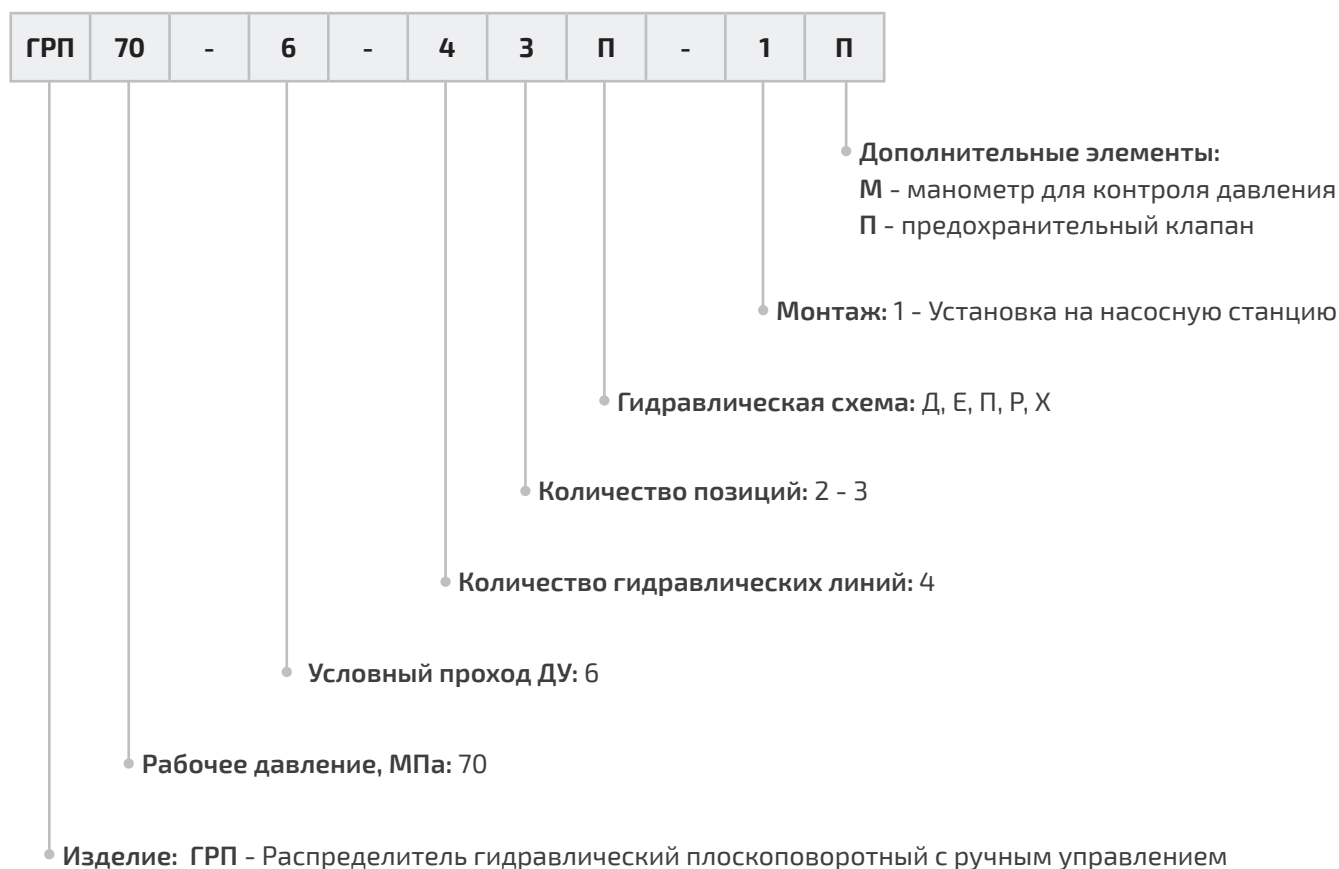 ГРП 70 - 6 - 4 3 П - 1 П
Дополнительные элементы:
М - манометр для контроля давления
П - предохранительный клапан
Монтаж: 1 - Установка на насосную станцию
Гидравлическая схема: Д, Е, П, Р, Х
Количество позиций: 2 - 3
Количество гидравлических линий: 4
Условный проход ДУ: 6
Рабочее давление, МПа: 70
Изделие: ГРП - Распределитель гидравлический плоскоповоротный с ручным управлением